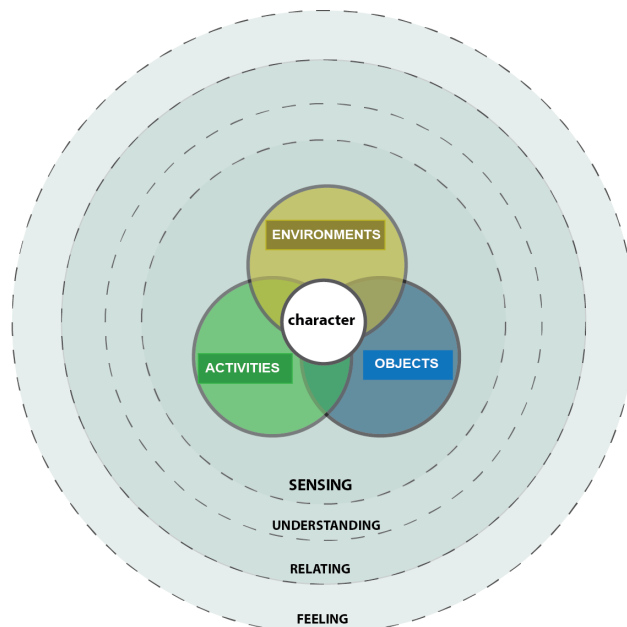 ENVIRONMENTS
character
ACTIVITIES
OBJECTS
SENSING
UNDERSTANDING
RELATING
FEELING